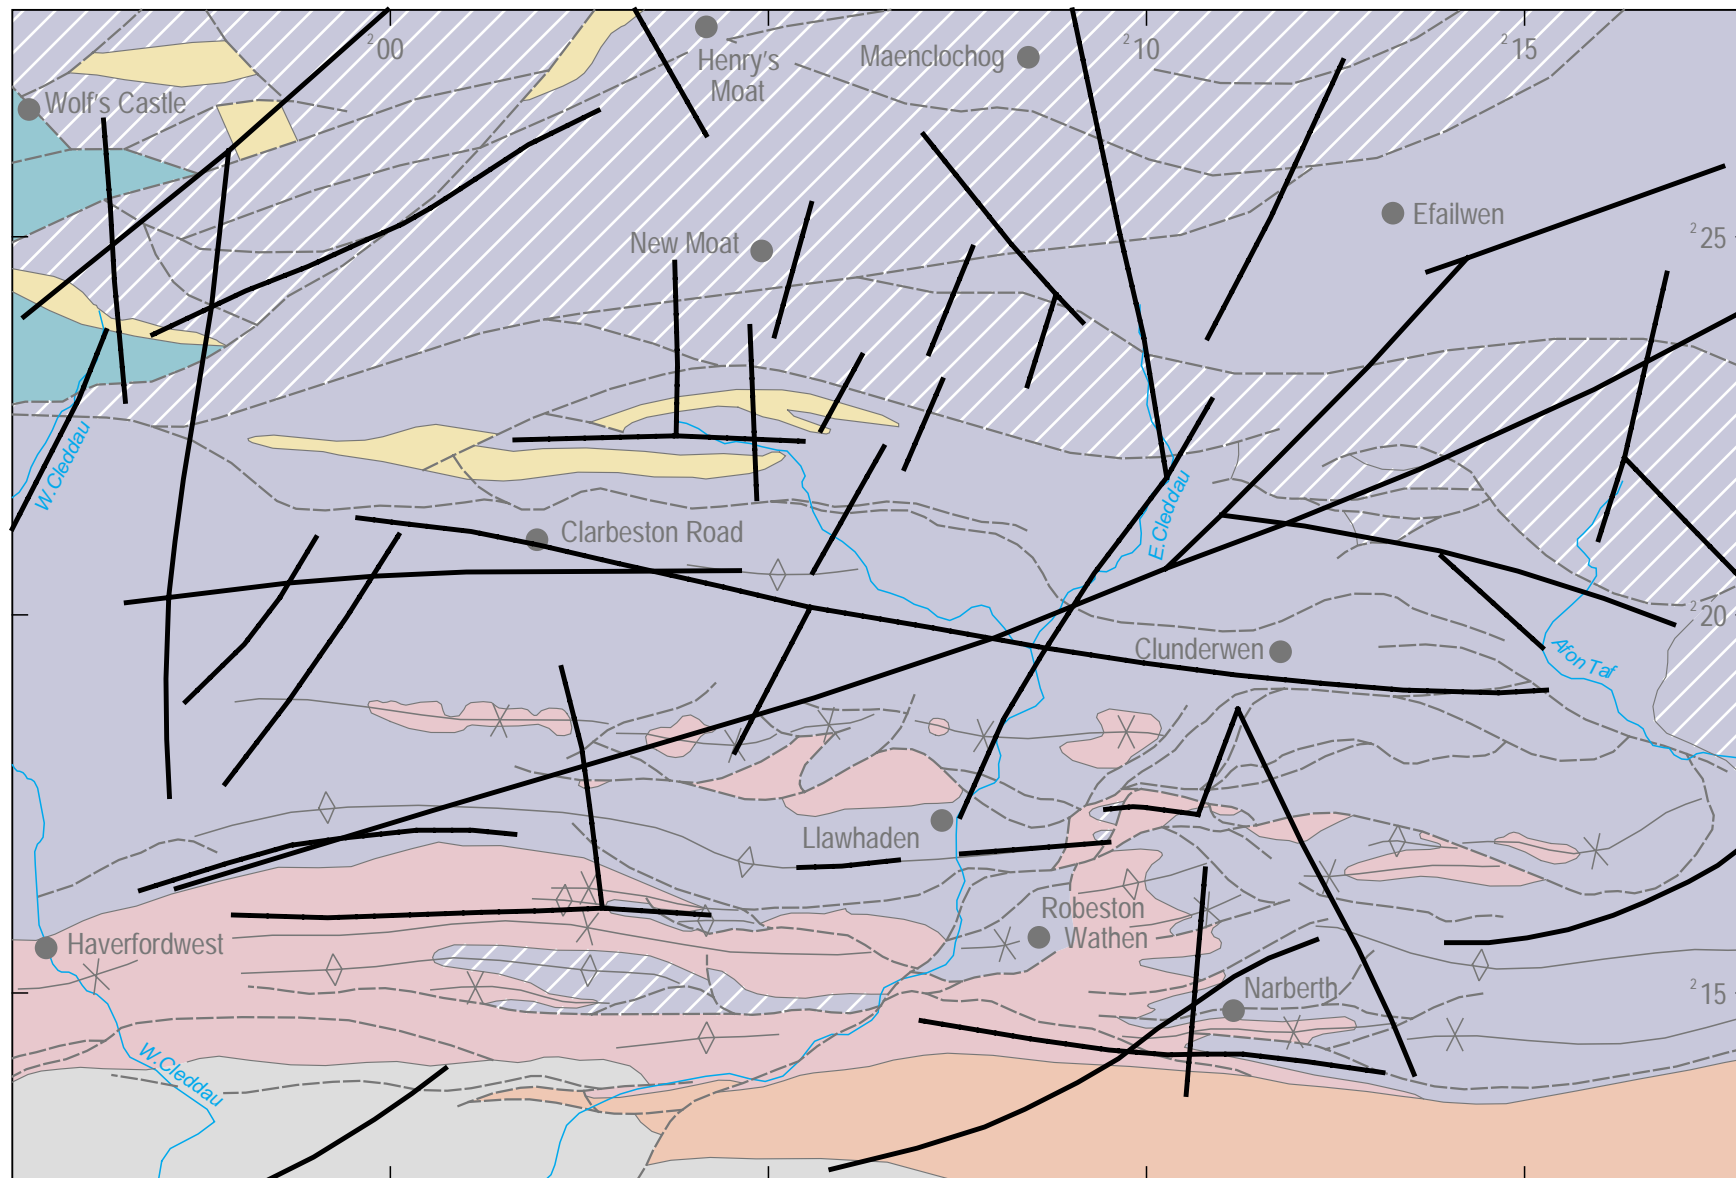 ²00
²10
²15
Henry's
Moat
Maenclochog
Wolf's Castle
Efailwen
New Moat
²25
W.Cleddau
E.Cleddau
Clarbeston Road
²20
Clunderwen
Afon Taf
Llawhaden
Robeston
Wathen
Haverfordwest
Narberth
²15
W.Cleddau